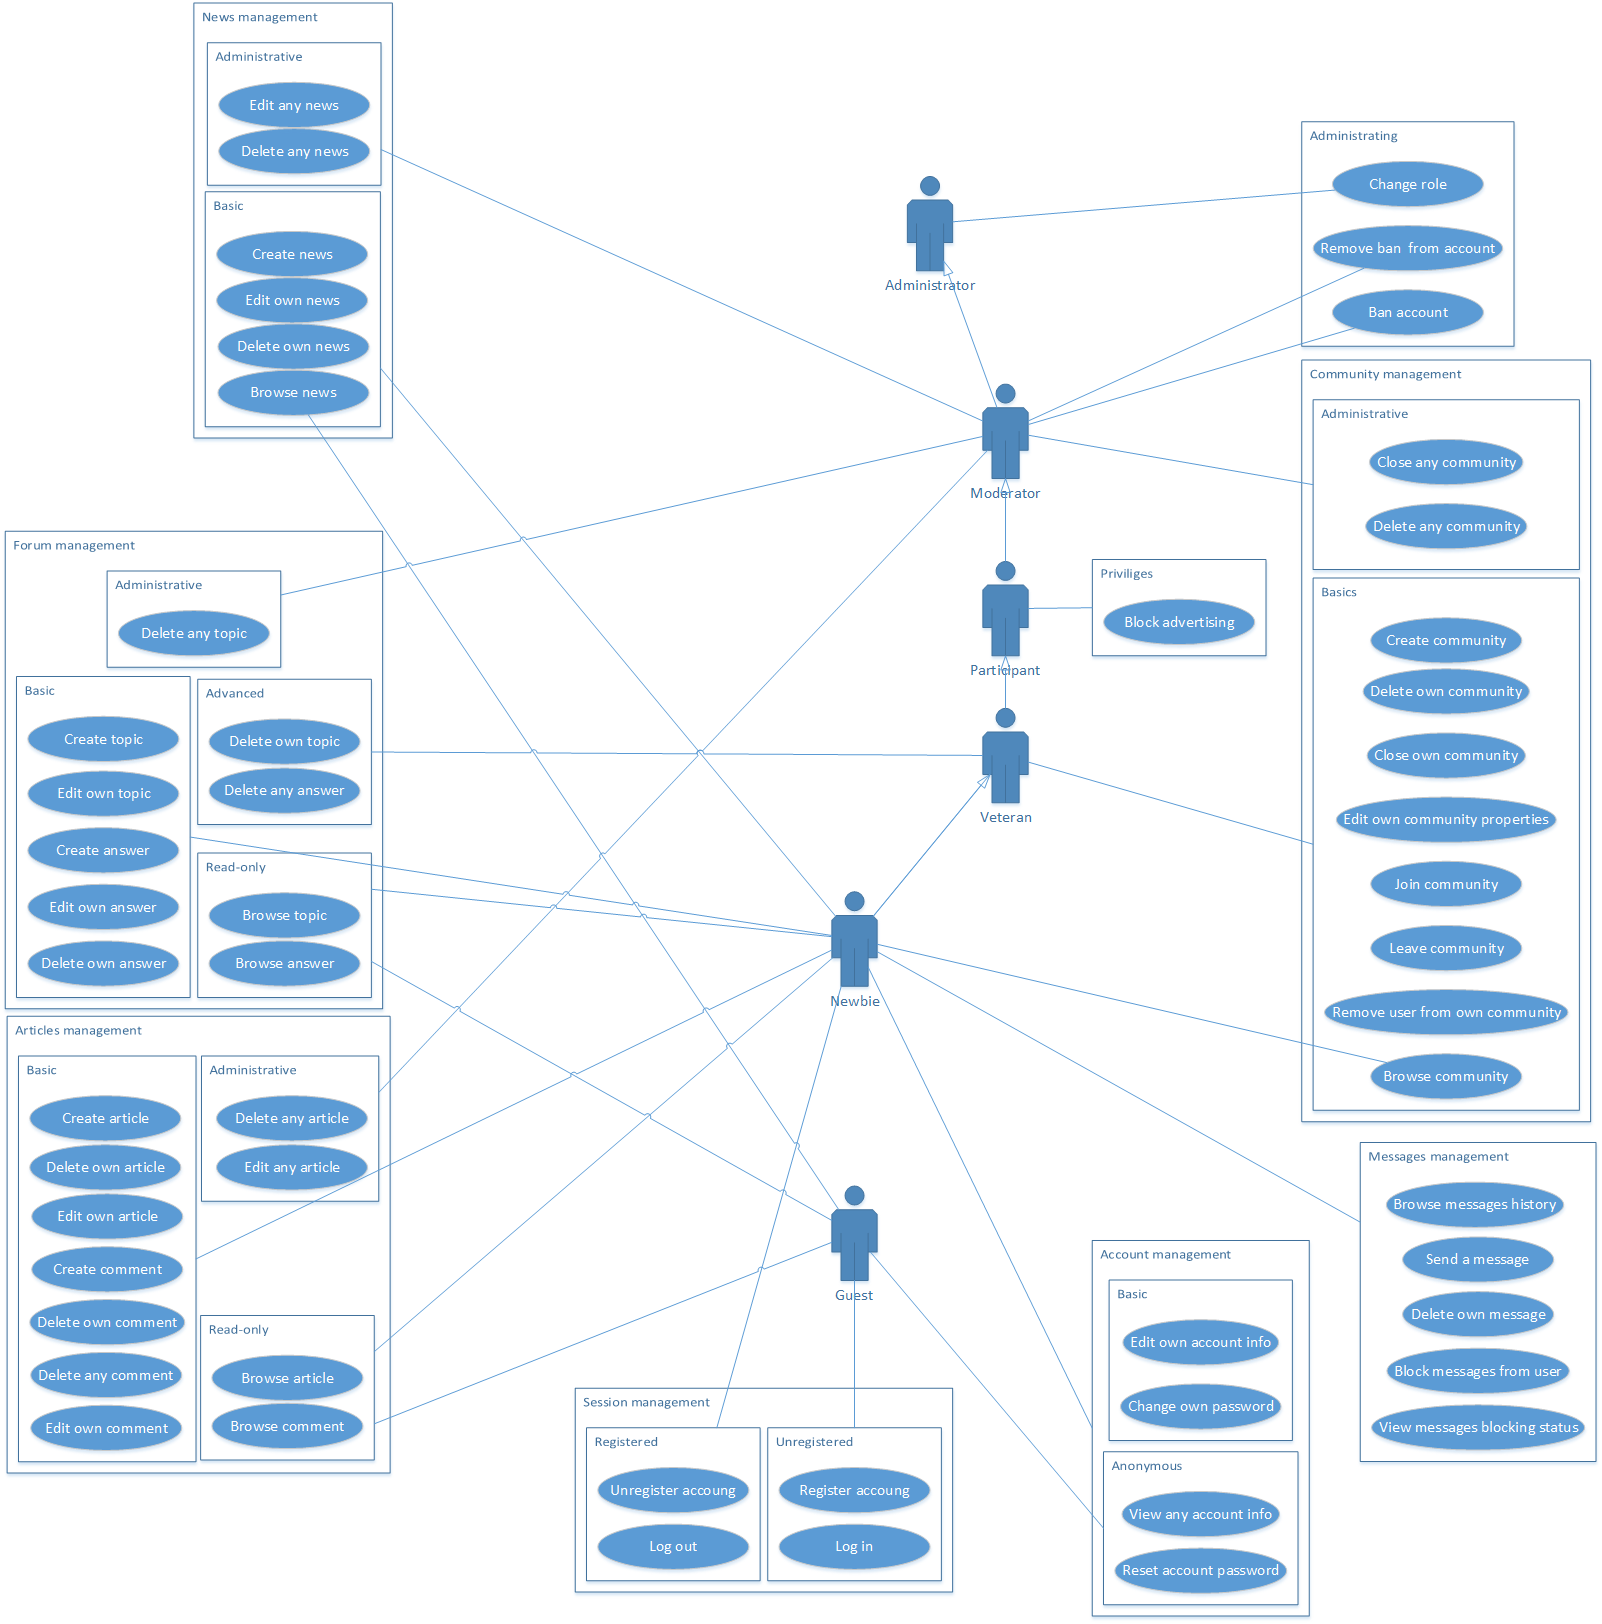 News management
Administrative
Edit any news
Delete any news
Basic
Create news
Edit own news
Delete own news
Browse news
Administrator
Administrating
Change role
Remove ban  from account
Ban account
Moderator
Community management
Administrative
Close any community
Delete any community
Basics
Create community
Delete own community
Close own community
Edit own community properties
Join community
Leave community
Remove user from own community
Browse community
Participant
Priviliges
Block advertising
Veteran
Forum management
Administrative
Delete any topic
Basic
Create topic
Edit own topic
Create answer
Edit own answer
Delete own answer
Advanced
Delete own topic
Delete any answer
Read-only
Browse topic
Browse answer
Newbie
Articles management
Basic
Create article
Delete own article
Edit own article
Create comment
Delete own comment
Delete any comment
Edit own comment
Administrative
Delete any article
Edit any article
Read-only
Browse article
Browse comment
Guest
Messages management
Browse messages history
Send a message
Delete own message
Block messages from user
View messages blocking status
Account management
Basic
Edit own account info
Change own password
Anonymous
View any account info
Reset account password
Session management
Registered
Unregister accoung
Log out
Unregistered
Register accoung
Log in